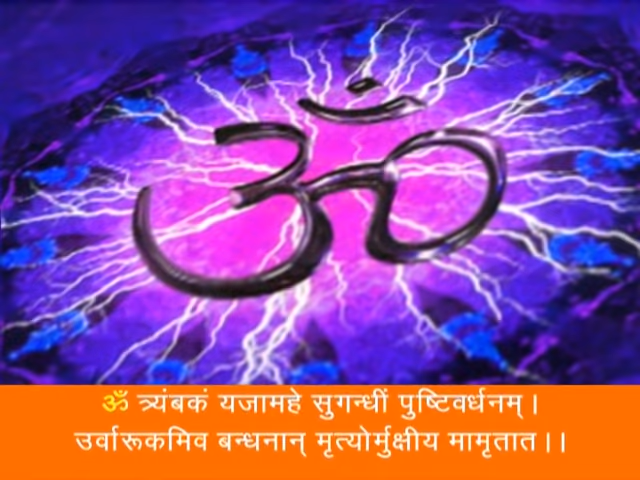 ॐ
ॐ त्र्यंबकं यजामहे सुगन्धीं पुष्टिवर्धनम् ।
उर्वारूकमिव बन्धनान् मृत्योर्मुक्षीय मामृतात ।।